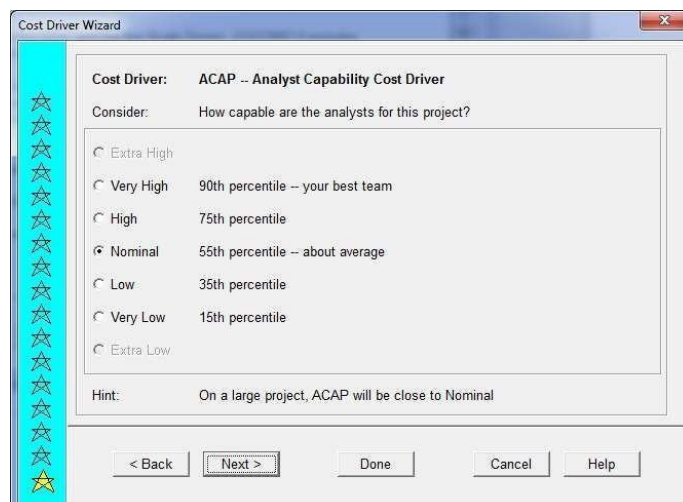 Cost Driver Wizard
Cost Driver: ACAP -- Analyst Capability Cost Driver
Consider: How capable are the analysts for this project?
Extra High
Very High 90th percentile -- your best team
High 75th percentile
Nominal 55th percentile -- about average
Low 35th percentile
Very Low 15th percentile
Extra Low
Hint: On a large project, ACAP will be close to Nominal
< Back Next > Done Cancel Help